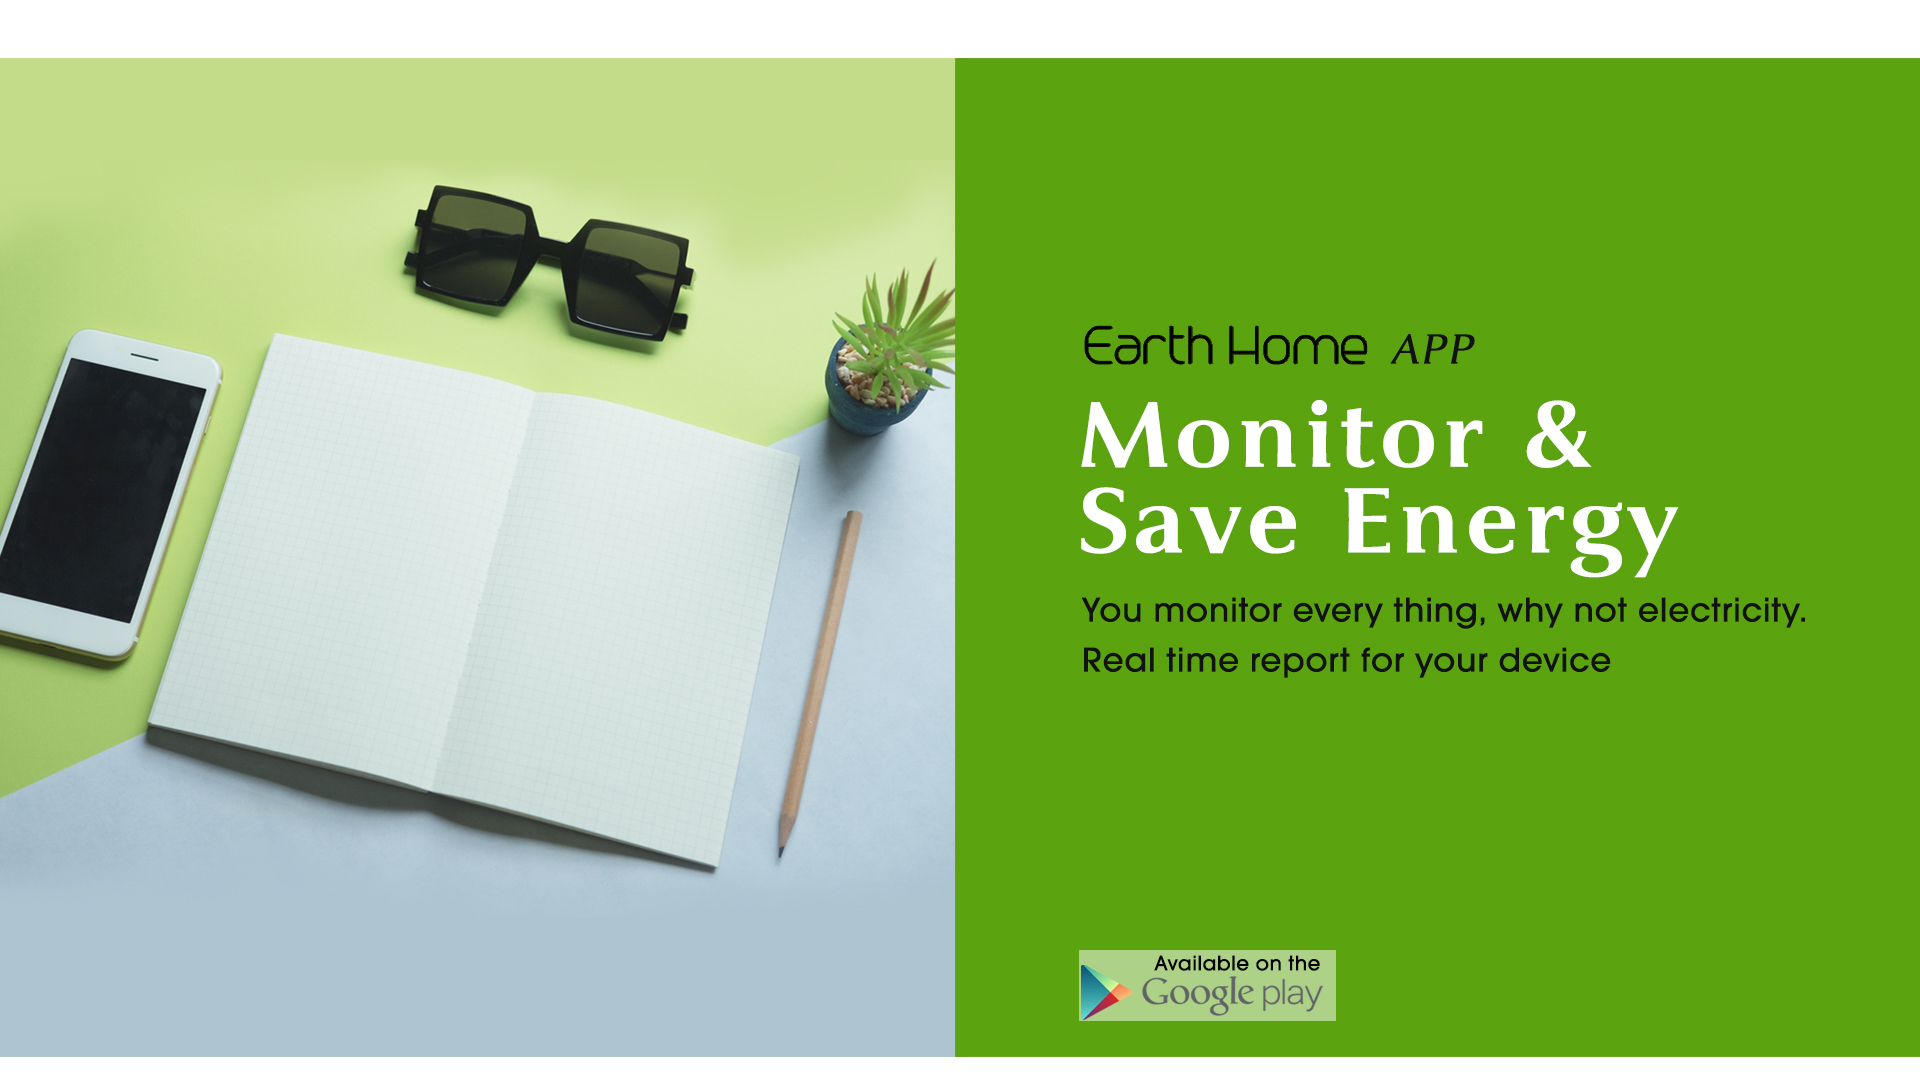 Earth Home APP
Monitor &
Save Energy
You monitor every thing, why not electricity.
Real time report for your device
Available on the
Google play